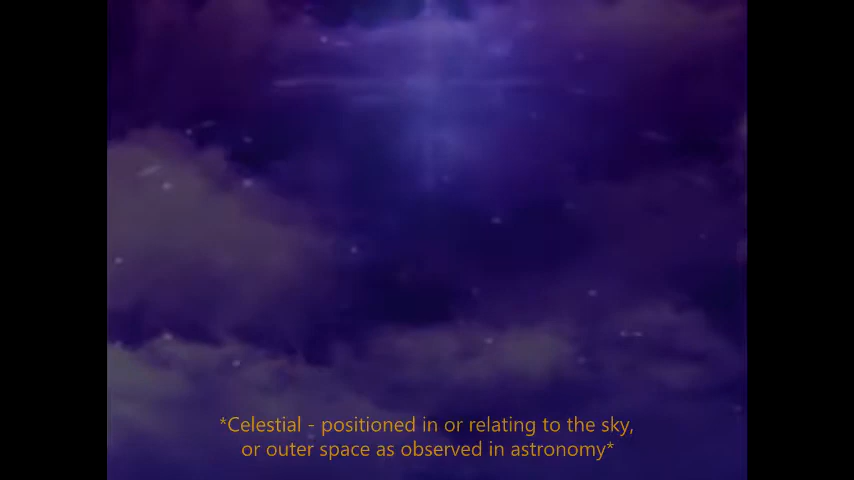 *Celestial - positioned in or relating to the sky,
or outer space as observed in astronomy*